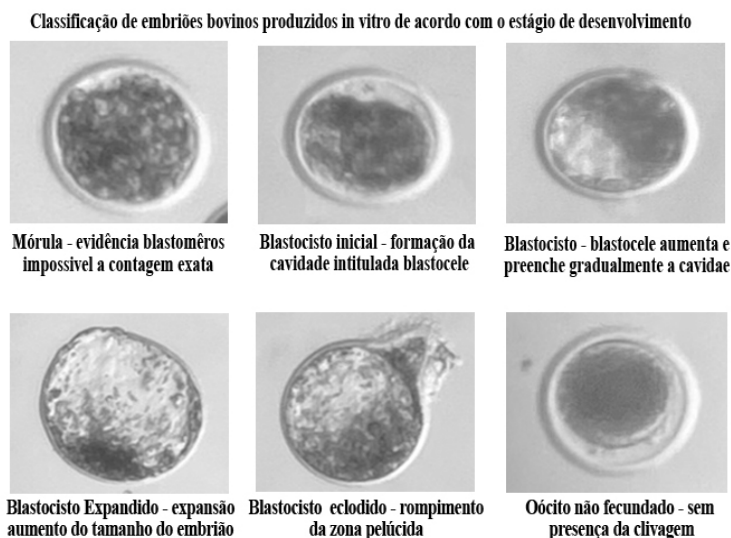 Classificação de embriões bovinos produzidos in vitro de acordo com o estágio de desenvolvimento
Mórula - evidência blastomêros
impossivel a contagem exata
Blastocisto inicial - formação da
cavidade intitulada blastocele
Blastocisto - blastocele aumenta e
preenche gradualmente a cavidae
Blastocisto Expandido - expansão
aumento do tamanho do embrião
Blastocisto eclodido - rompimento
da zona pelúcida
Oócito não fecundado - sem
presença da clivagem